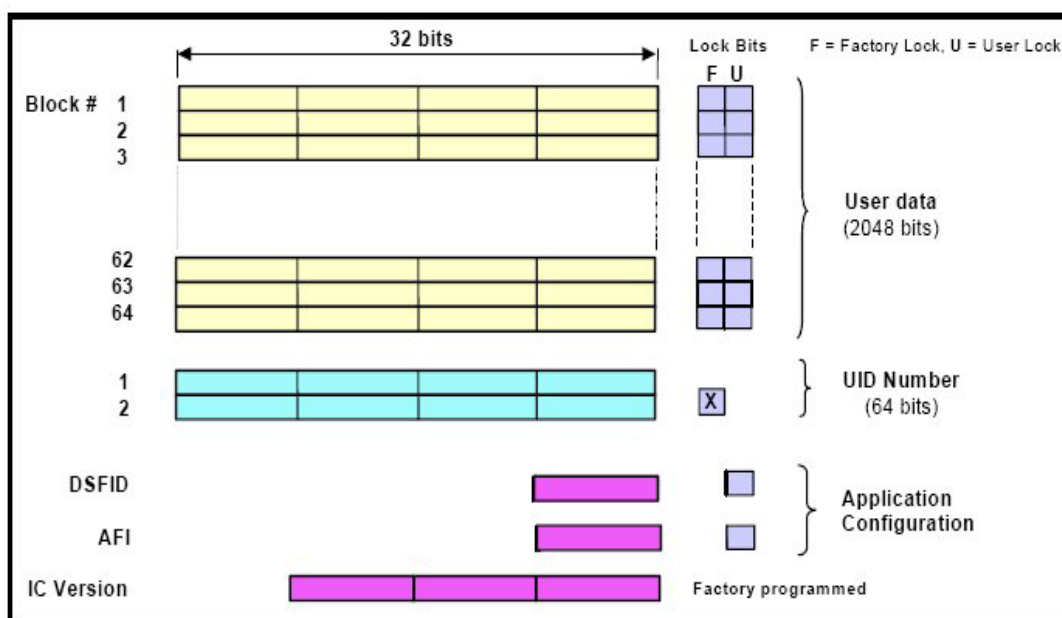 32 bits
Lock Bits
F = Factory Lock, U = User Lock
F U
Block # 1
2
3
User data
(2048 bits)
62
63
64
1
2
X
UID Number
(64 bits)
DSFID
AFI
Application
Configuration
IC Version
Factory programmed